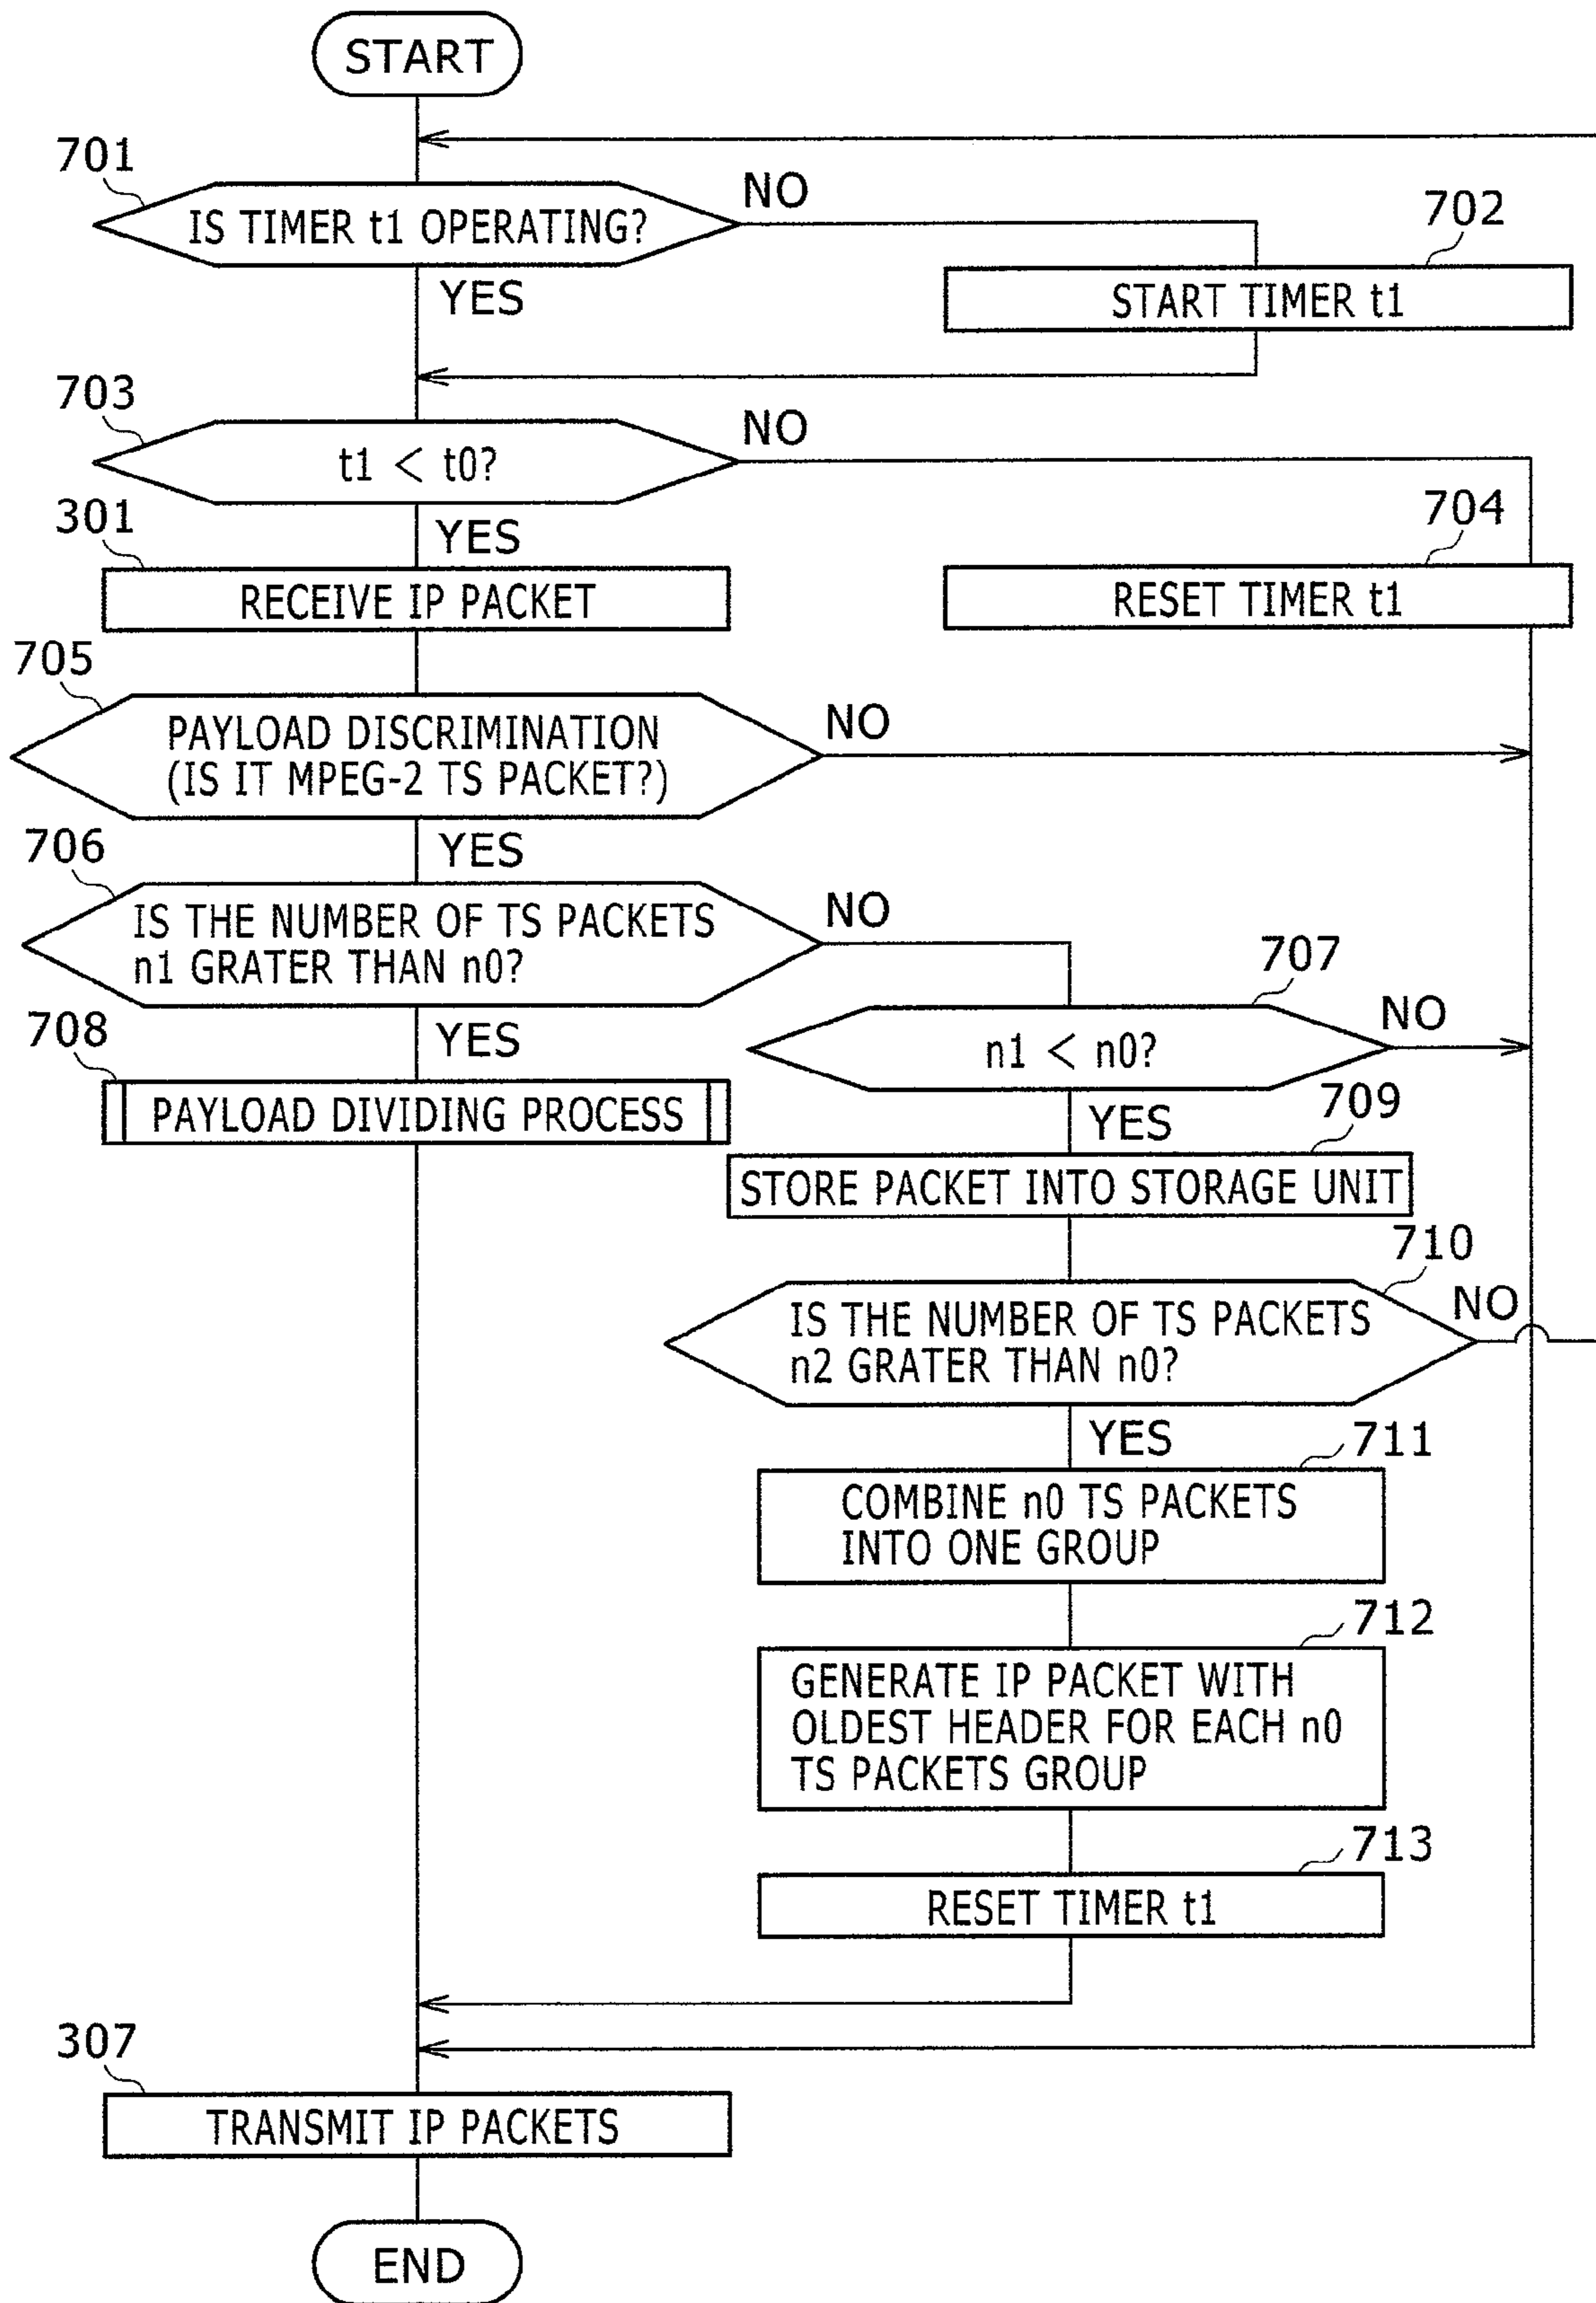 START
701
IS TIMER t1 OPERATING?
NO
702
YES
START TIMER t1
703
t1 < t0?
NO
301
YES
704
RECEIVE IP PACKET
RESET TIMER t1
705
PAYLOAD DISCRIMINATION
(IS IT MPEG-2 TS PACKET?)
NO
706
YES
IS THE NUMBER OF TS PACKETS
n1 GRATER THAN n0?
NO
707
708
YES
n1 < n0?
NO
PAYLOAD DIVIDING PROCESS
YES
709
STORE PACKET INTO STORAGE UNIT
710
IS THE NUMBER OF TS PACKETS
n2 GRATER THAN n0?
NO
YES
711
COMBINE n0 TS PACKETS
INTO ONE GROUP
712
GENERATE IP PACKET WITH
OLDEST HEADER FOR EACH n0
TS PACKETS GROUP
713
RESET TIMER t1
307
TRANSMIT IP PACKETS
END